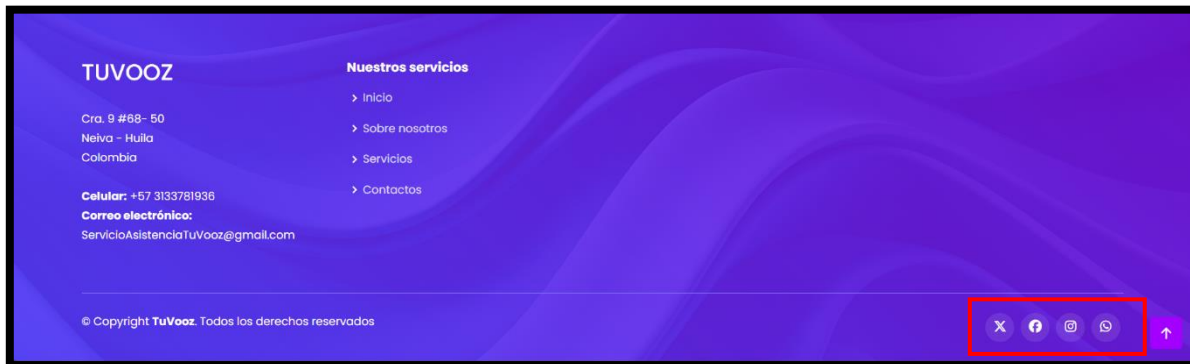 TUVOOZ
Cra. 9 #68- 50
Neiva - Huila
Colombia
Celular: +57 3133781936
Correo electrónico:
ServicioAsistenciaTuVooz@gmail.com
Nuestros servicios
Inicio
Sobre nosotros
Servicios
Contactos
© Copyright TuVooz. Todos los derechos reservados